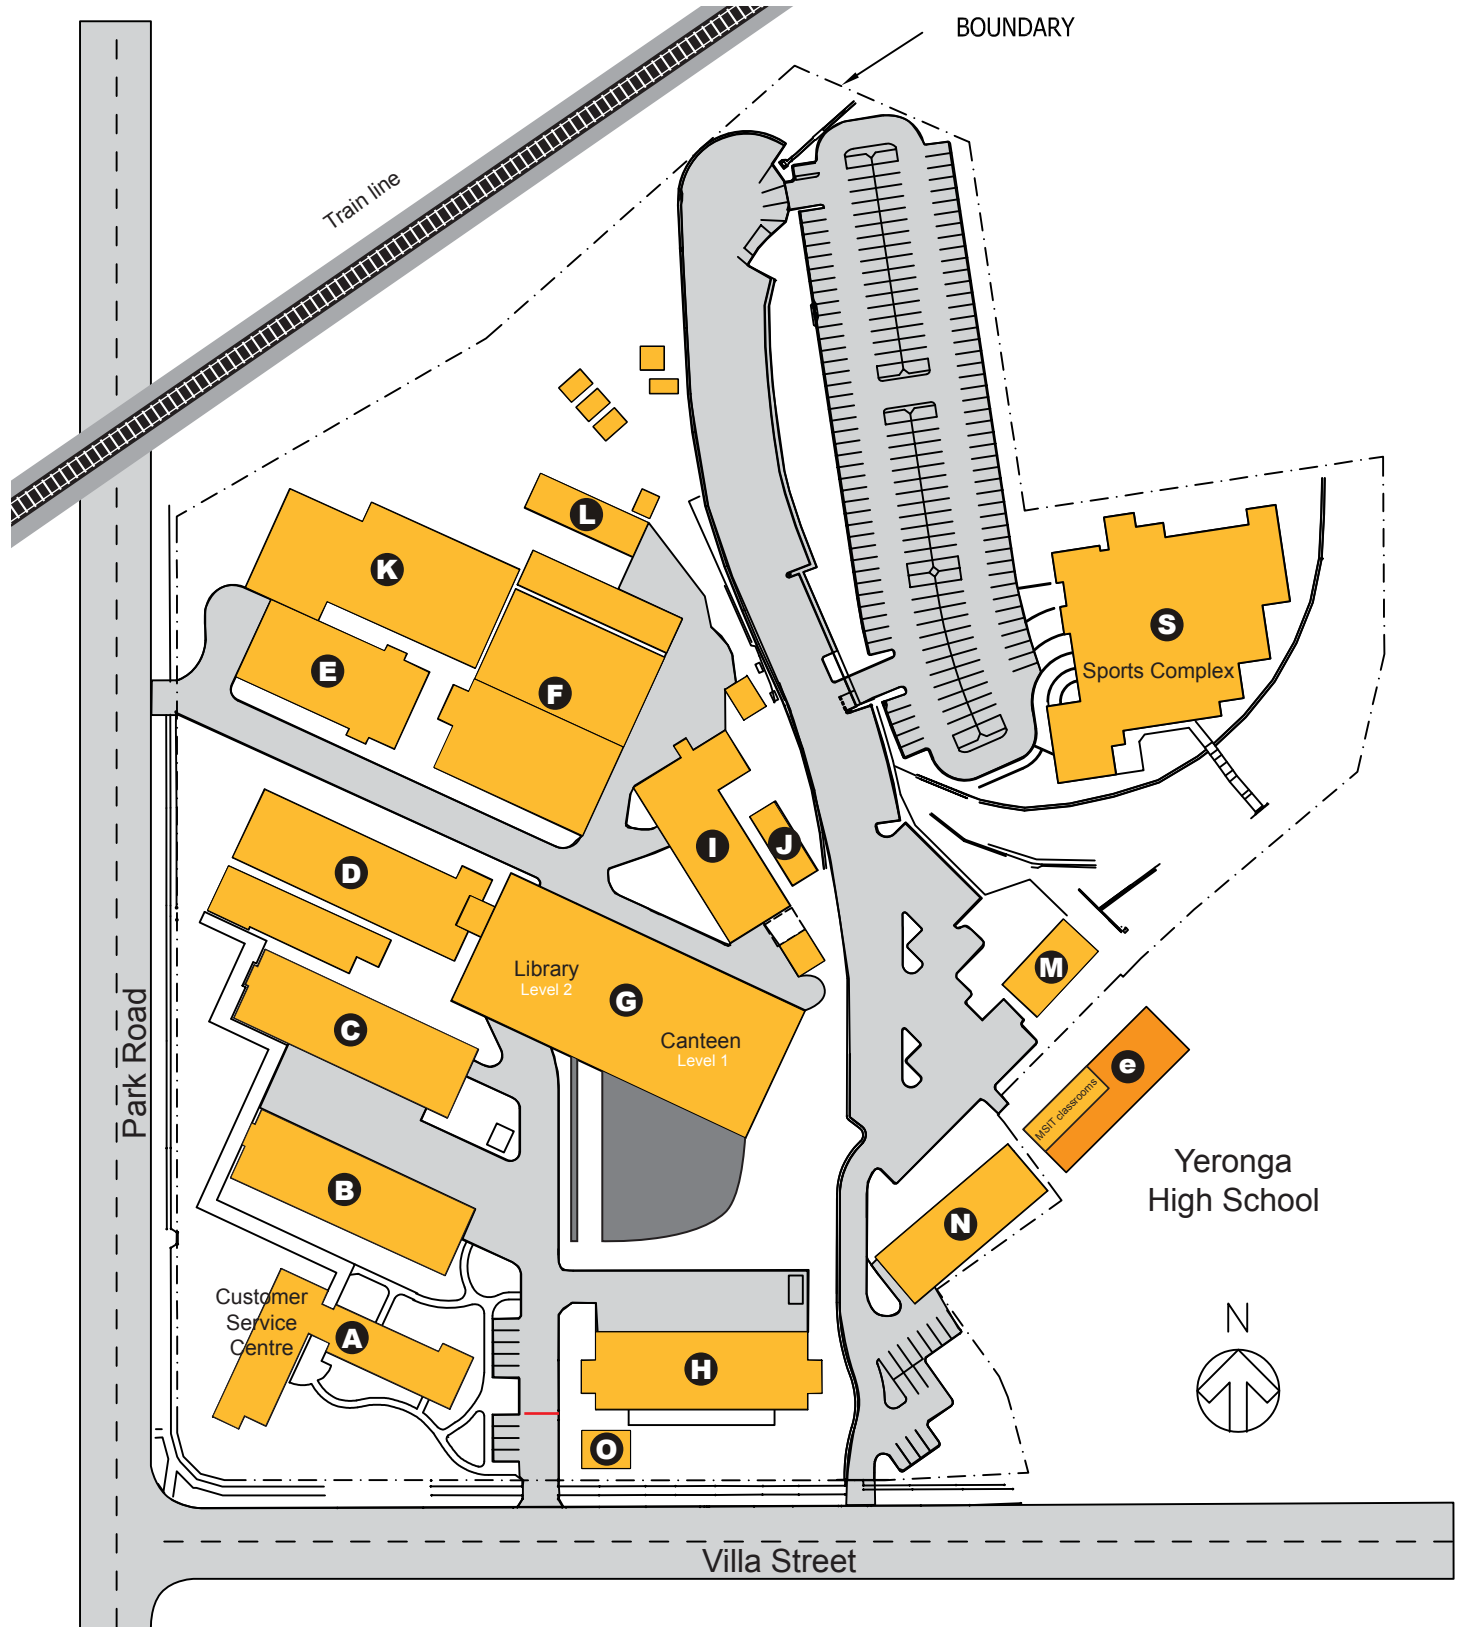 BOUNDARY
Train line
L
K
S
Sports Complex
E
F
I
J
D
Library
Level 2
G
Canteen
Level 1
M
C
Park Road
e
MSIT classrooms
B
N
Yeronga
High School
Customer
Service
Centre
A
H
N
O
Villa Street